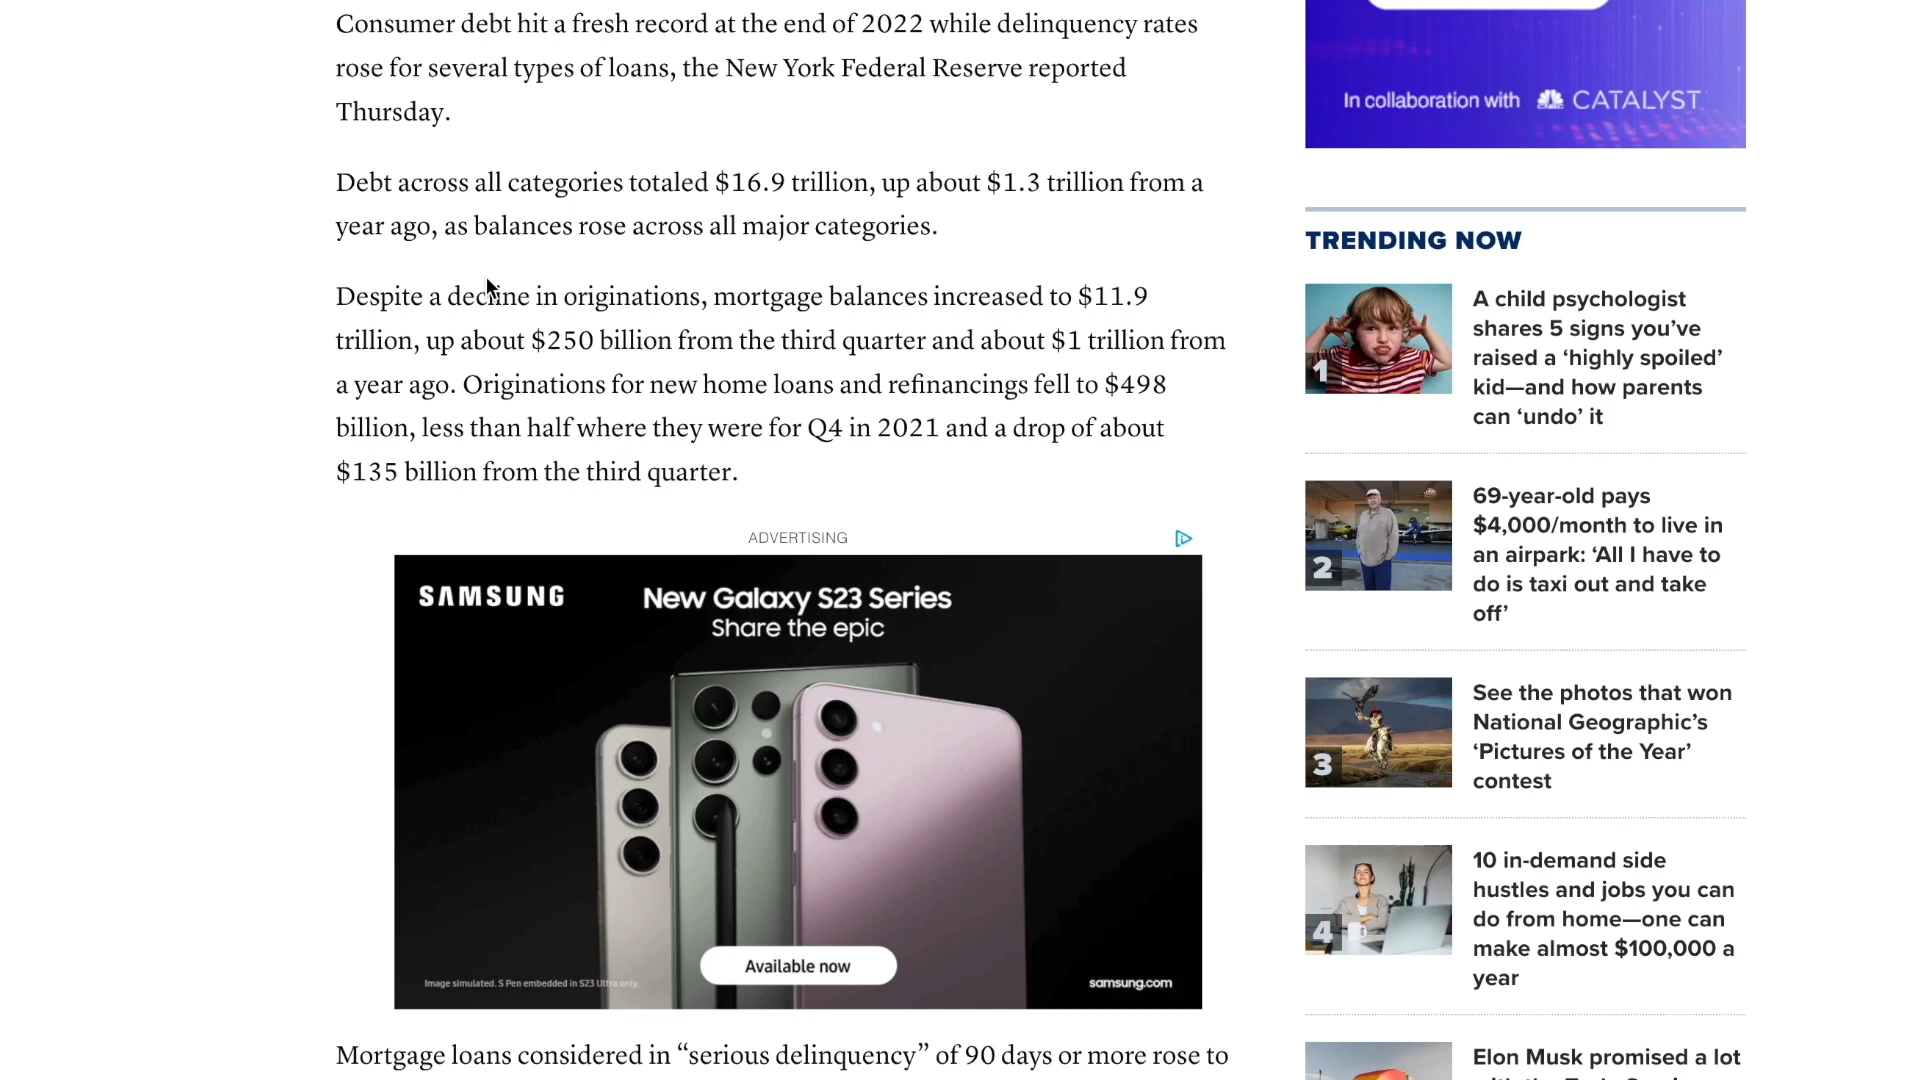 Consumer debt hit a fresh record at the end of 2022 while delinquency rates
rose for several types of loans, the New York Federal Reserve reported
Thursday.
Debt across all categories totaled $16.9 trillion, up about $1.3 trillion from a
year ago, as balances rose across all major categories.
Despite a decline in originations, mortgage balances increased to $11.9
trillion, up about $250 billion from the third quarter and about $1 trillion from
a year ago. Originations for new home loans and refinancings fell to $498
billion, less than half where they were for Q4 in 2021 and a drop of about
$135 billion from the third quarter.
ADVERTISING
SAMSUNG
New Galaxy S23 Series
Share the epic
Available now
Image simulated. S Pen embedded in S23 Ultra only.
samsung.com
Mortgage loans considered in “serious delinquency” of 90 days or more rose to
In collaboration with CATALYST
TRENDING NOW
1
A child psychologist
shares 5 signs you’ve
raised a ‘highly spoiled’
kid—and how parents
can ‘undo’ it
2
69-year-old pays
$4,000/month to live in
an airpark: ‘All I have to
do is taxi out and take
off’
3
See the photos that won
National Geographic’s
‘Pictures of the Year’
contest
4
10 in-demand side
hustles and jobs you can
do from home—one can
make almost $100,000 a
year
Elon Musk promised a lot